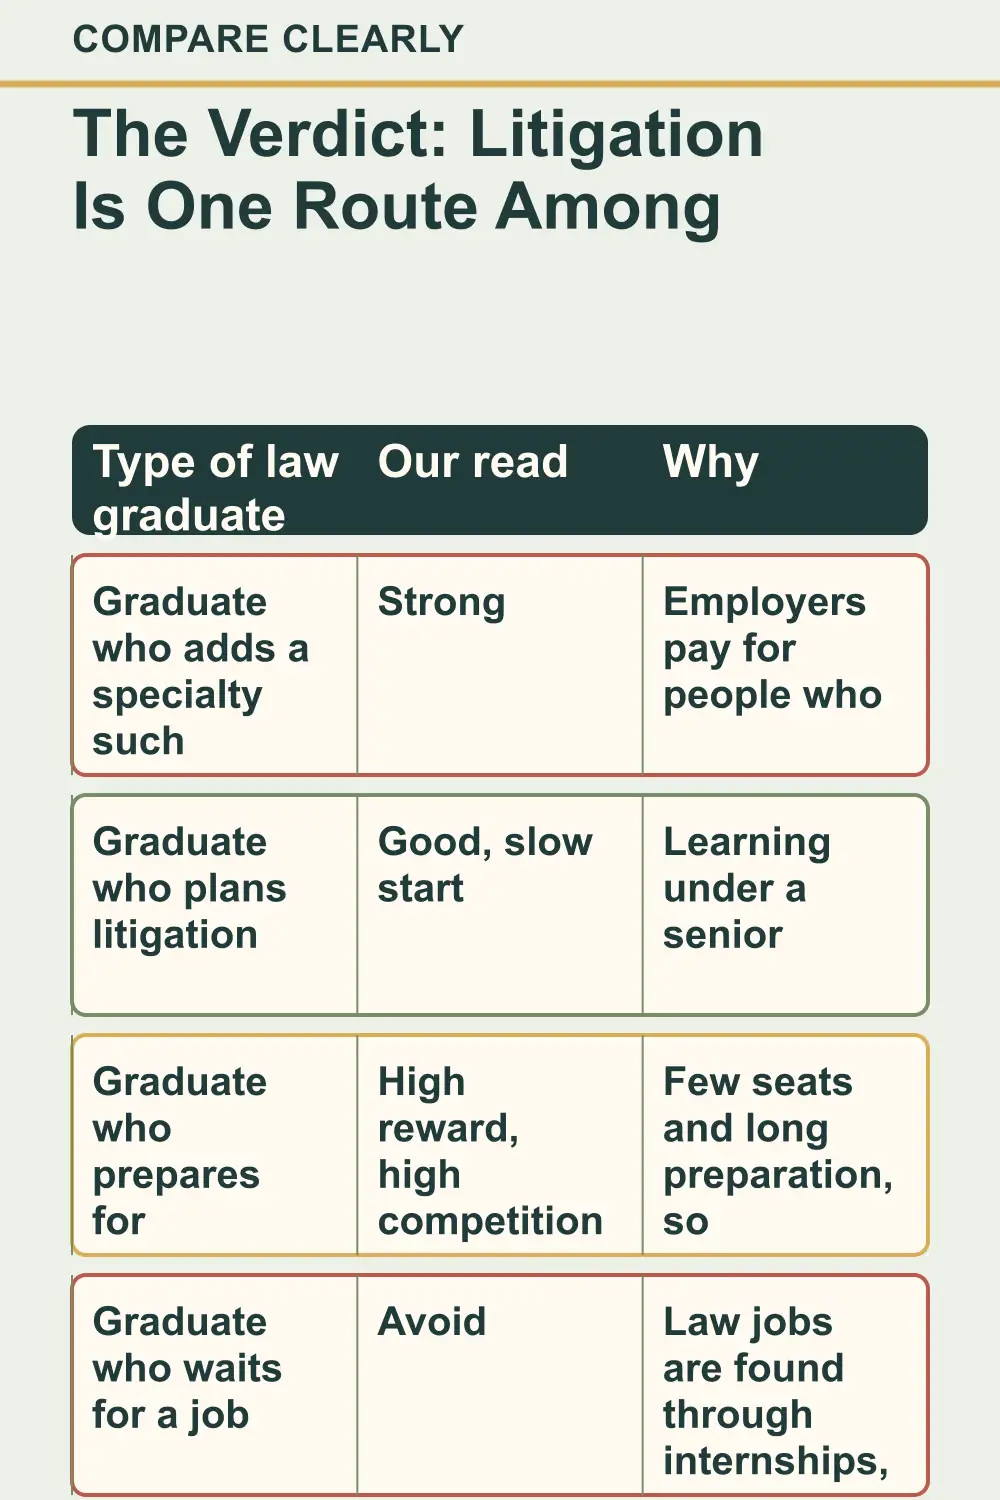 COMPARE CLEARLY
The Verdict: Litigation
Is One Route Among
Type of law
graduate
Our read
Why
Graduate
who adds a
specialty
such
Strong
Employers
pay for
people who
Graduate
who plans
litigation
Good, slow
start
Learning
under a
senior
Graduate
who
prepares
for
High
reward,
high
competition
Few seats
and long
preparation,
so
Graduate
who waits
for a job
Avoid
Law jobs
are found
through
internships,